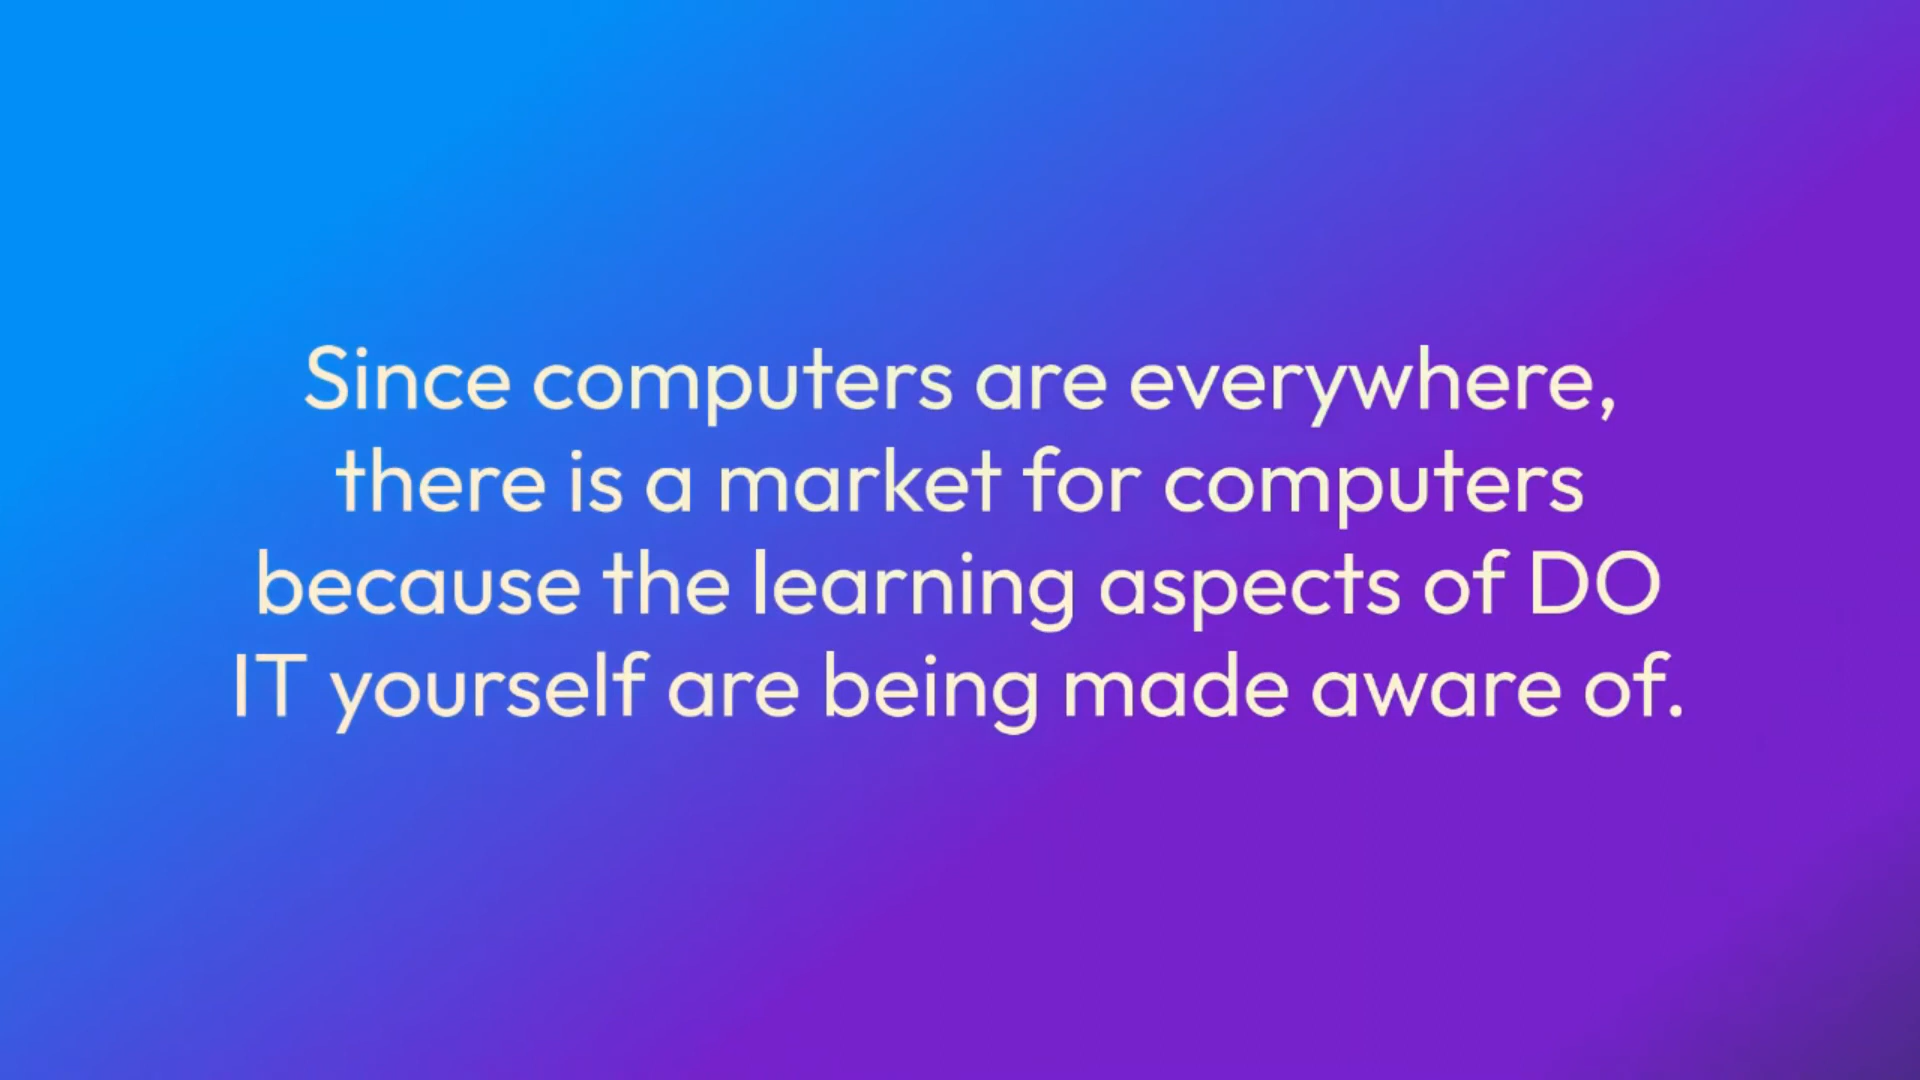 Since computers are everywhere,
there is a market for computers
because the learning aspects of DO
IT yourself are being made aware of.